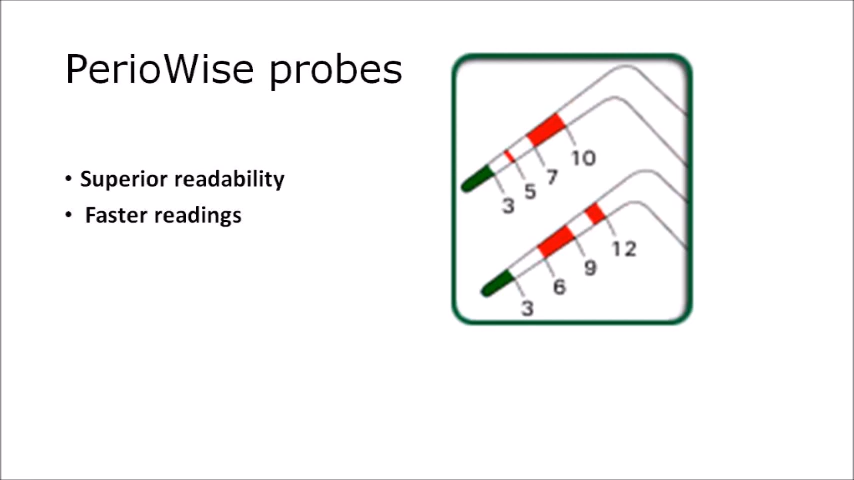 PerioWise probes
• Superior readability
• Faster readings
3
5
7
10
3
6
9
12